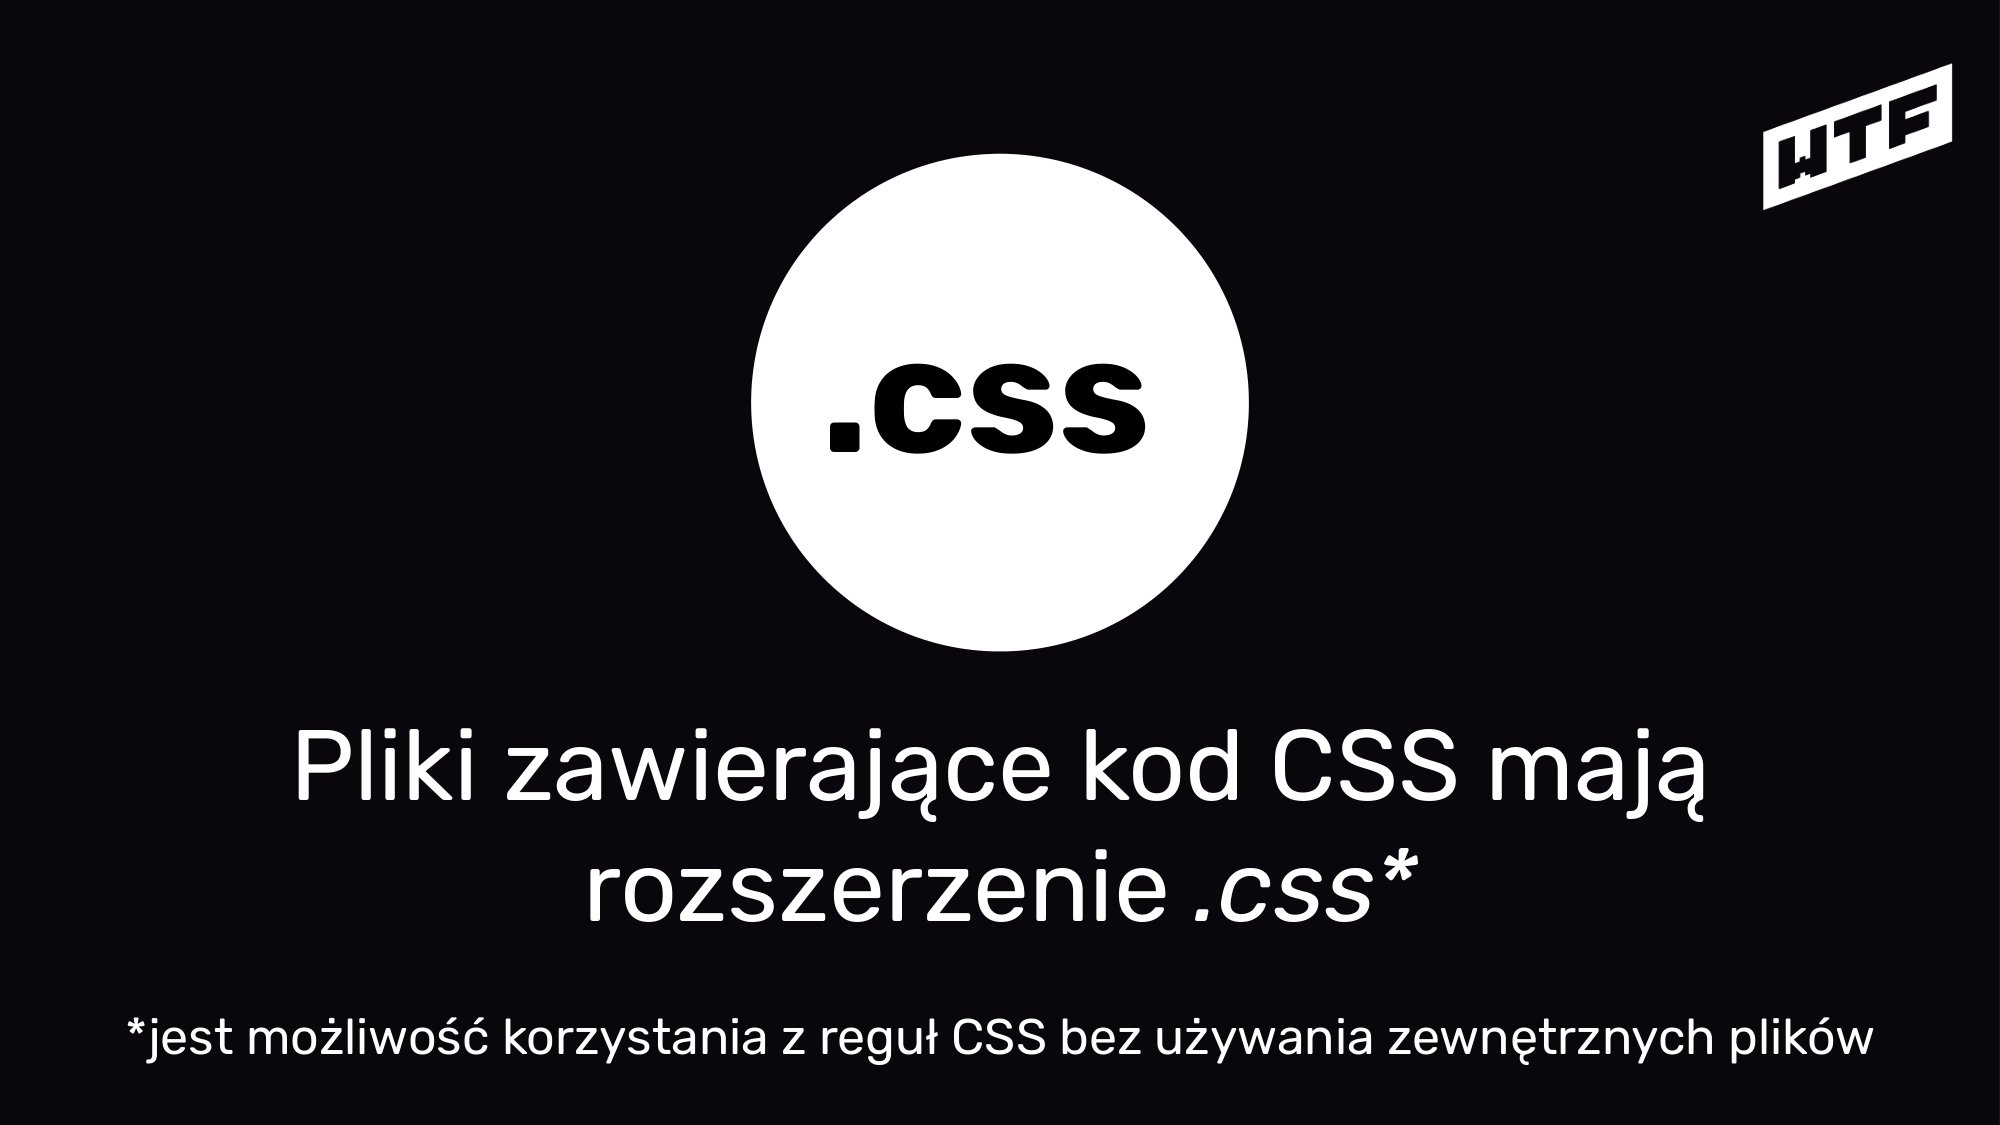 WTF
.css
Pliki zawierające kod CSS mają
rozszerzenie .css*
*jest możliwość korzystania z reguł CSS bez używania zewnętrznych plików